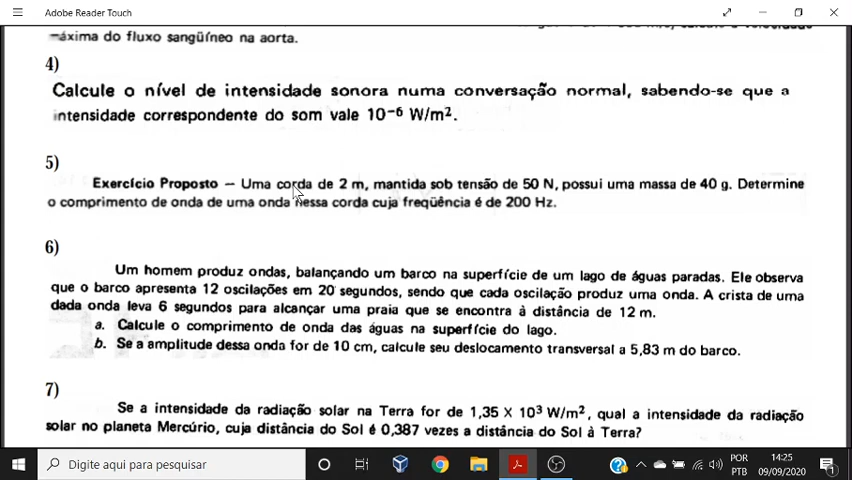 Adobe Reader Touch
máxima do fluxo sangüíneo na aorta.
4)
Calcule o nível de intensidade sonora numa conversação normal, sabendo-se que a
intensidade correspondente do som vale 10⁻⁶ W/m².
5)
Exercício Proposto – Uma corda de 2 m, mantida sob tensão de 50 N, possui uma massa de 40 g. Determine
o comprimento de onda de uma onda nessa corda cuja freqüência é de 200 Hz.
6)
Um homem produz ondas, balançando um barco na superfície de um lago de águas paradas. Ele observa
que o barco apresenta 12 oscilações em 20 segundos, sendo que cada oscilação produz uma onda. A crista de uma
dada onda leva 6 segundos para alcançar uma praia que se encontra à distância de 12 m.
a. Calcule o comprimento de onda das águas na superfície do lago.
b. Se a amplitude dessa onda for de 10 cm, calcule seu deslocamento transversal a 5,83 m do barco.
7)
Se a intensidade da radiação solar na Terra for de 1,35 X 10³ W/m², qual a intensidade da radiação
solar no planeta Mercúrio, cuja distância do Sol é 0,387 vezes a distância do Sol à Terra?
Digite aqui para pesquisar
POR 14:25
PTB 09/09/2020
1